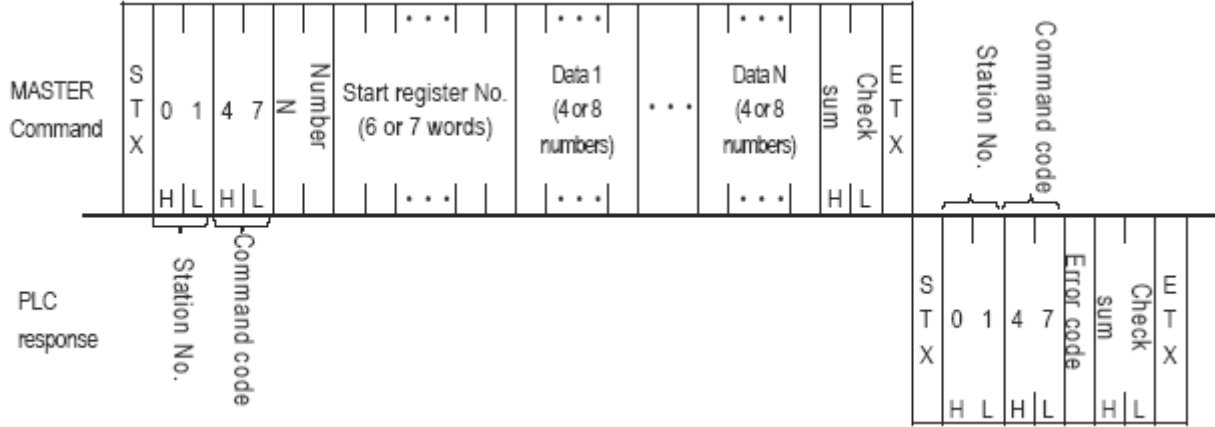 MASTER
Command
S
T
X
0 1
4 7
N
Number
Start register No.
(6 or 7 words)
Data 1
(4 or 8
numbers)
• • •
Data N
(4 or 8
numbers)
Check
sum
E
T
X
• • •
• • •
• • •
• • •
• • •
• • •
H L H L
H L
Station No.
Command code
Station No.
Command code
PLC
response
S
T
X
0 1
4 7
Error code
Check
sum
E
T
X
H L H L
H L